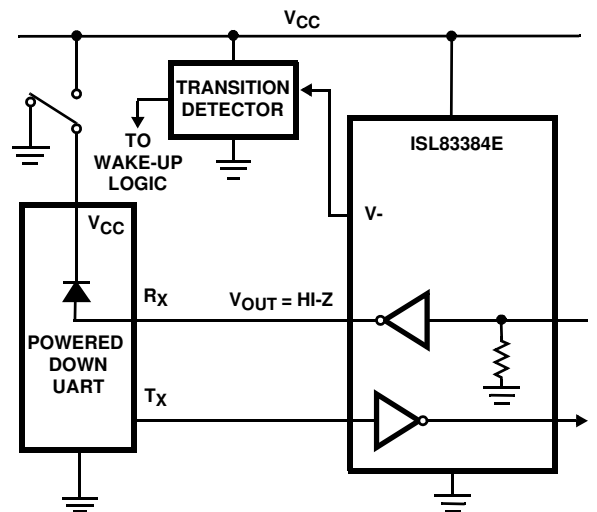 VCC
TRANSITION
DETECTOR
TO
WAKE-UP
LOGIC
ISL83384E
V-
VCC
RX
VOUT = HI-Z
POWERED
DOWN
UART
TX